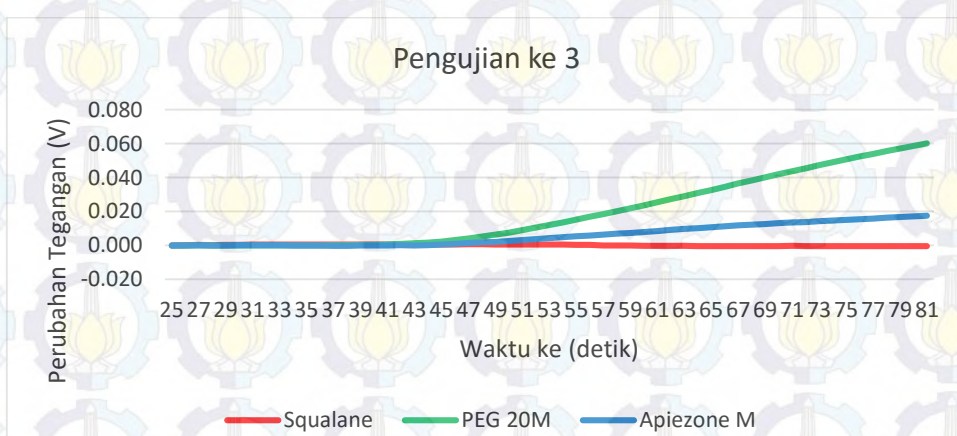 Pengujian ke 3
Perubahan Tegangan (V)
0.080
0.060
0.040
0.020
0.000
-0.020
25 27 29 31 33 35 37 39 41 43 45 47 49 51 53 55 57 59 61 63 65 67 69 71 73 75 77 79 81
Waktu ke (detik)
Squalane PEG 20M Apiezone M